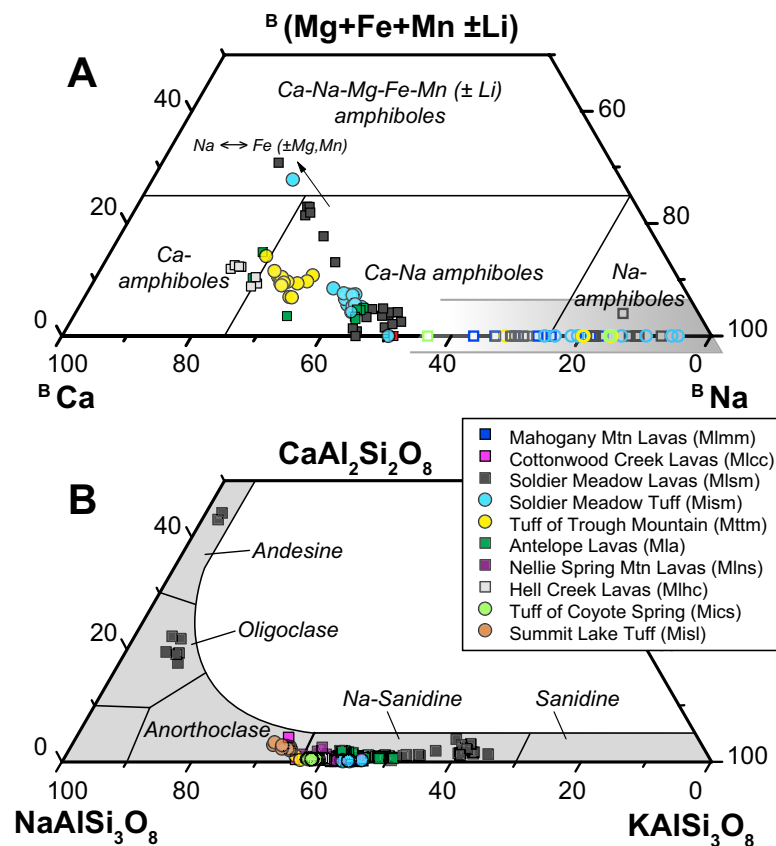 ᴮ(Mg+Fe+Mn ±Li)
A
40
60
Ca-Na-Mg-Fe-Mn (± Li)
amphiboles
Na ↔ Fe (±Mg,Mn)
20
80
Ca-
amphiboles
Ca-Na amphiboles
Na-
amphiboles
0
100
100
80
60
40
20
0
ᴮCa
ᴮNa
B
CaAl₂Si₂O₈
Mahogany Mtn Lavas (Mlmm)
Cottonwood Creek Lavas (Mlcc)
Soldier Meadow Lavas (Mlsm)
Soldier Meadow Tuff (Mism)
Tuff of Trough Mountain (Mttm)
Antelope Lavas (Mla)
Nellie Spring Mtn Lavas (Mlns)
Hell Creek Lavas (Mlhc)
Tuff of Coyote Spring (Mics)
Summit Lake Tuff (Misl)
40
Andesine
20
Oligoclase
Anorthoclase
Na-Sanidine
Sanidine
0
100
100
80
60
40
20
0
NaAlSi₃O₈
KAlSi₃O₈